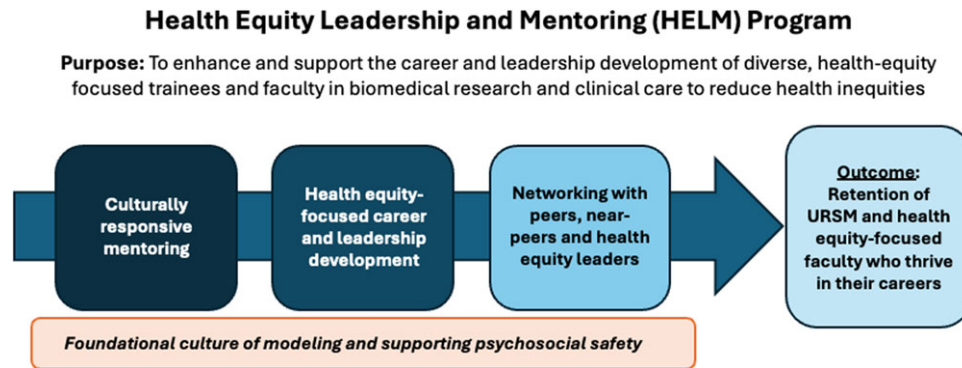 Health Equity Leadership and Mentoring (HELM) Program
Purpose: To enhance and support the career and leadership development of diverse, health-equity
focused trainees and faculty in biomedical research and clinical care to reduce health inequities
Culturally
responsive
mentoring
Health equity-
focused career
and leadership
development
Networking with
peers, near-
peers and health
equity leaders
Outcome:
Retention of
URSM and health
equity-focused
faculty who thrive
in their careers
Foundational culture of modeling and supporting psychosocial safety